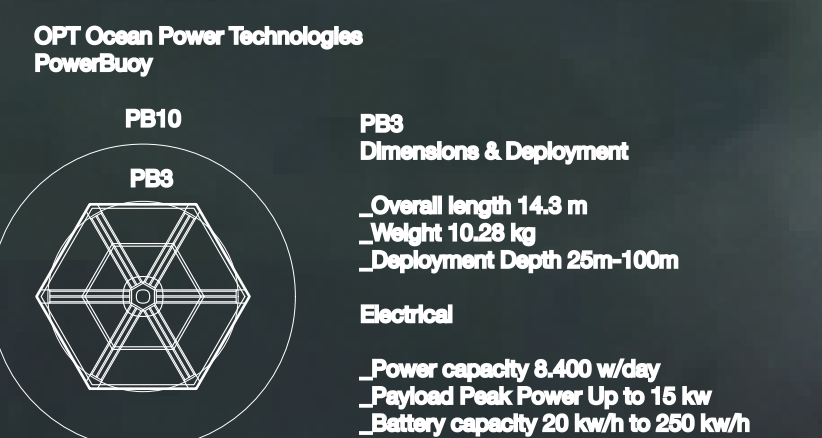 OPT Ocean Power Technologies
PowerBuoy
PB10
PB3
PB3
Dimensions & Deployment
_Overall length 14.3 m
_Weight 10.28 kg
_Deployment Depth 25m-100m
Electrical
_Power capacity 8.400 w/day
_Payload Peak Power Up to 15 kw
_Battery capacity 20 kw/h to 250 kw/h